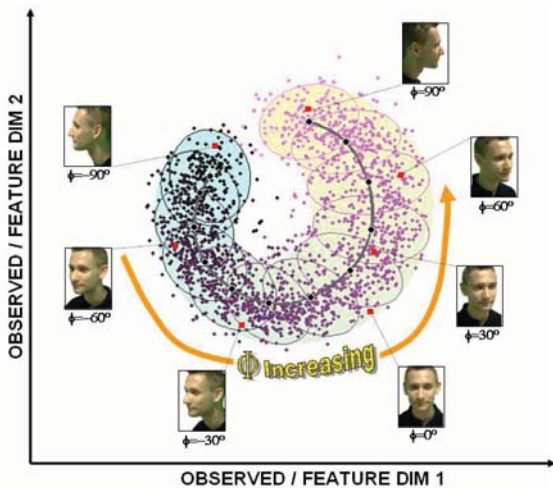 OBSERVED / FEATURE DIM 2
ϕ=90º
ϕ=–90º
ϕ=60º
ϕ=–60º
ϕ=30º
Φ Increasing
ϕ=–30º
ϕ=0º
OBSERVED / FEATURE DIM 1